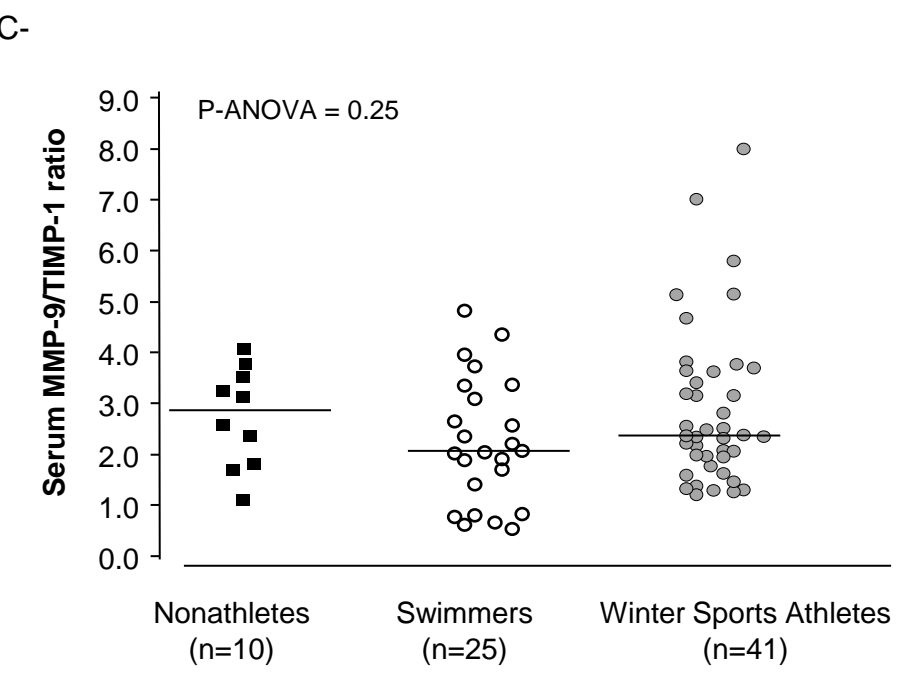 C-
P-ANOVA = 0.25
Serum MMP-9/TIMP-1 ratio
9.0
8.0
7.0
6.0
5.0
4.0
3.0
2.0
1.0
0.0
Nonathletes
(n=10)
Swimmers
(n=25)
Winter Sports Athletes
(n=41)